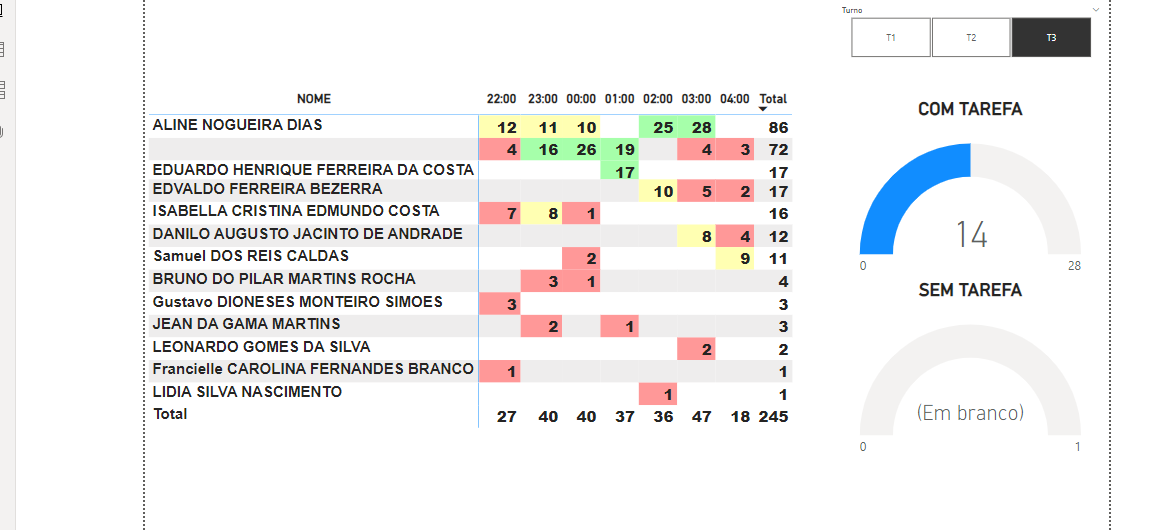 Turno
T1 T2 T3
NOME 22:00 23:00 00:00 01:00 02:00 03:00 04:00 Total
ALINE NOGUEIRA DIAS 12 11 10 25 28 86
4 16 26 19 4 3 72
EDUARDO HENRIQUE FERREIRA DA COSTA 17 17
EDVALDO FERREIRA BEZERRA 10 5 2 17
ISABELLA CRISTINA EDMUNDO COSTA 7 8 1 16
DANILO AUGUSTO JACINTO DE ANDRADE 8 4 12
Samuel DOS REIS CALDAS 2 9 11
BRUNO DO PILAR MARTINS ROCHA 3 1 4
Gustavo DIONESES MONTEIRO SIMOES 3 3
JEAN DA GAMA MARTINS 2 1 3
LEONARDO GOMES DA SILVA 2 2
Francielle CAROLINA FERNANDES BRANCO 1 1
LIDIA SILVA NASCIMENTO 1 1
Total 27 40 40 37 36 47 18 245
COM TAREFA
14
0 28
SEM TAREFA
(Em branco)
0 1